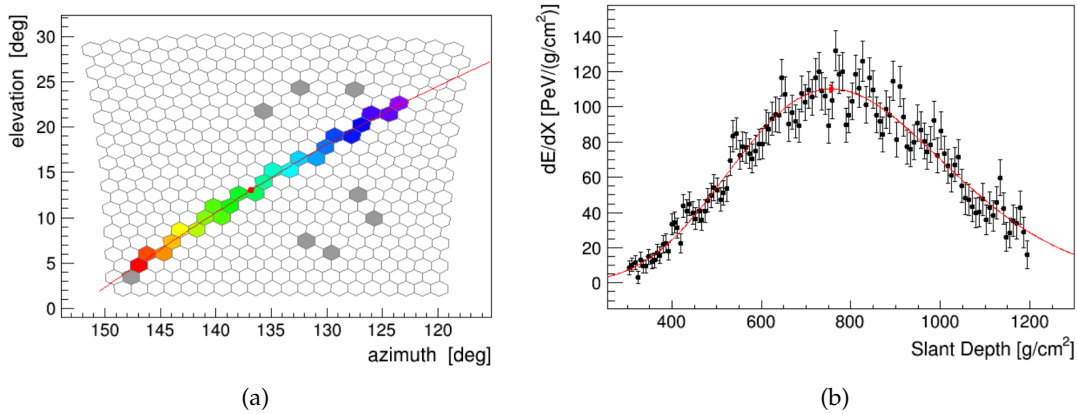 elevation [deg]
30
25
20
15
10
5
0
150 145 140 135 130 125 120
azimuth [deg]
(a)
dE/dX [PeV/(g/cm²)]
140
120
100
80
60
40
20
0
400 600 800 1000 1200
Slant Depth [g/cm²]
(b)